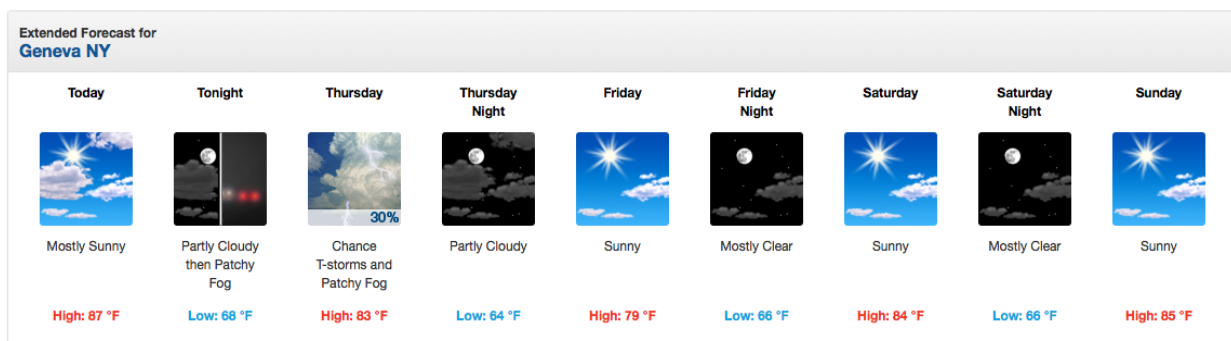 Extended Forecast for
Geneva NY
Today
Tonight
Thursday
Thursday
Night
Friday
Friday
Night
Saturday
Saturday
Night
Sunday
30%
Mostly Sunny
Partly Cloudy
then Patchy
Fog
Chance
T-storms and
Patchy Fog
Partly Cloudy
Sunny
Mostly Clear
Sunny
Mostly Clear
Sunny
High: 87 °F
Low: 68 °F
High: 83 °F
Low: 64 °F
High: 79 °F
Low: 66 °F
High: 84 °F
Low: 66 °F
High: 85 °F